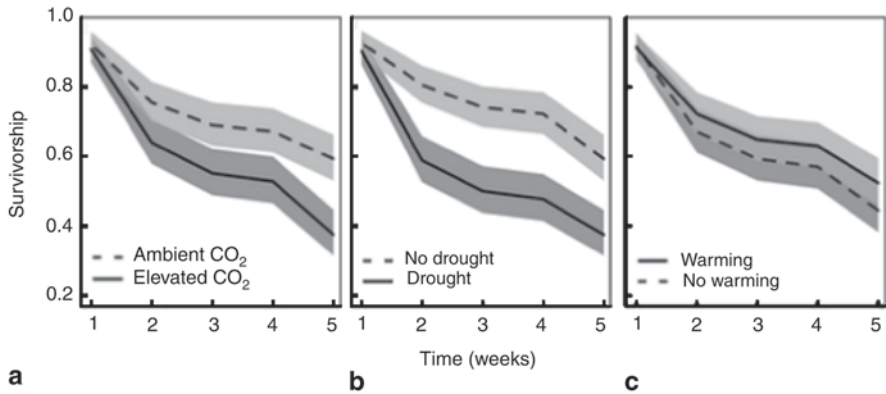 Survivorship
1.0
0.8
0.6
0.4
0.2
Ambient CO₂
Elevated CO₂
1 2 3 4 5
a
No drought
Drought
1 2 3 4 5
b
Warming
No warming
1 2 3 4 5
c
Time (weeks)